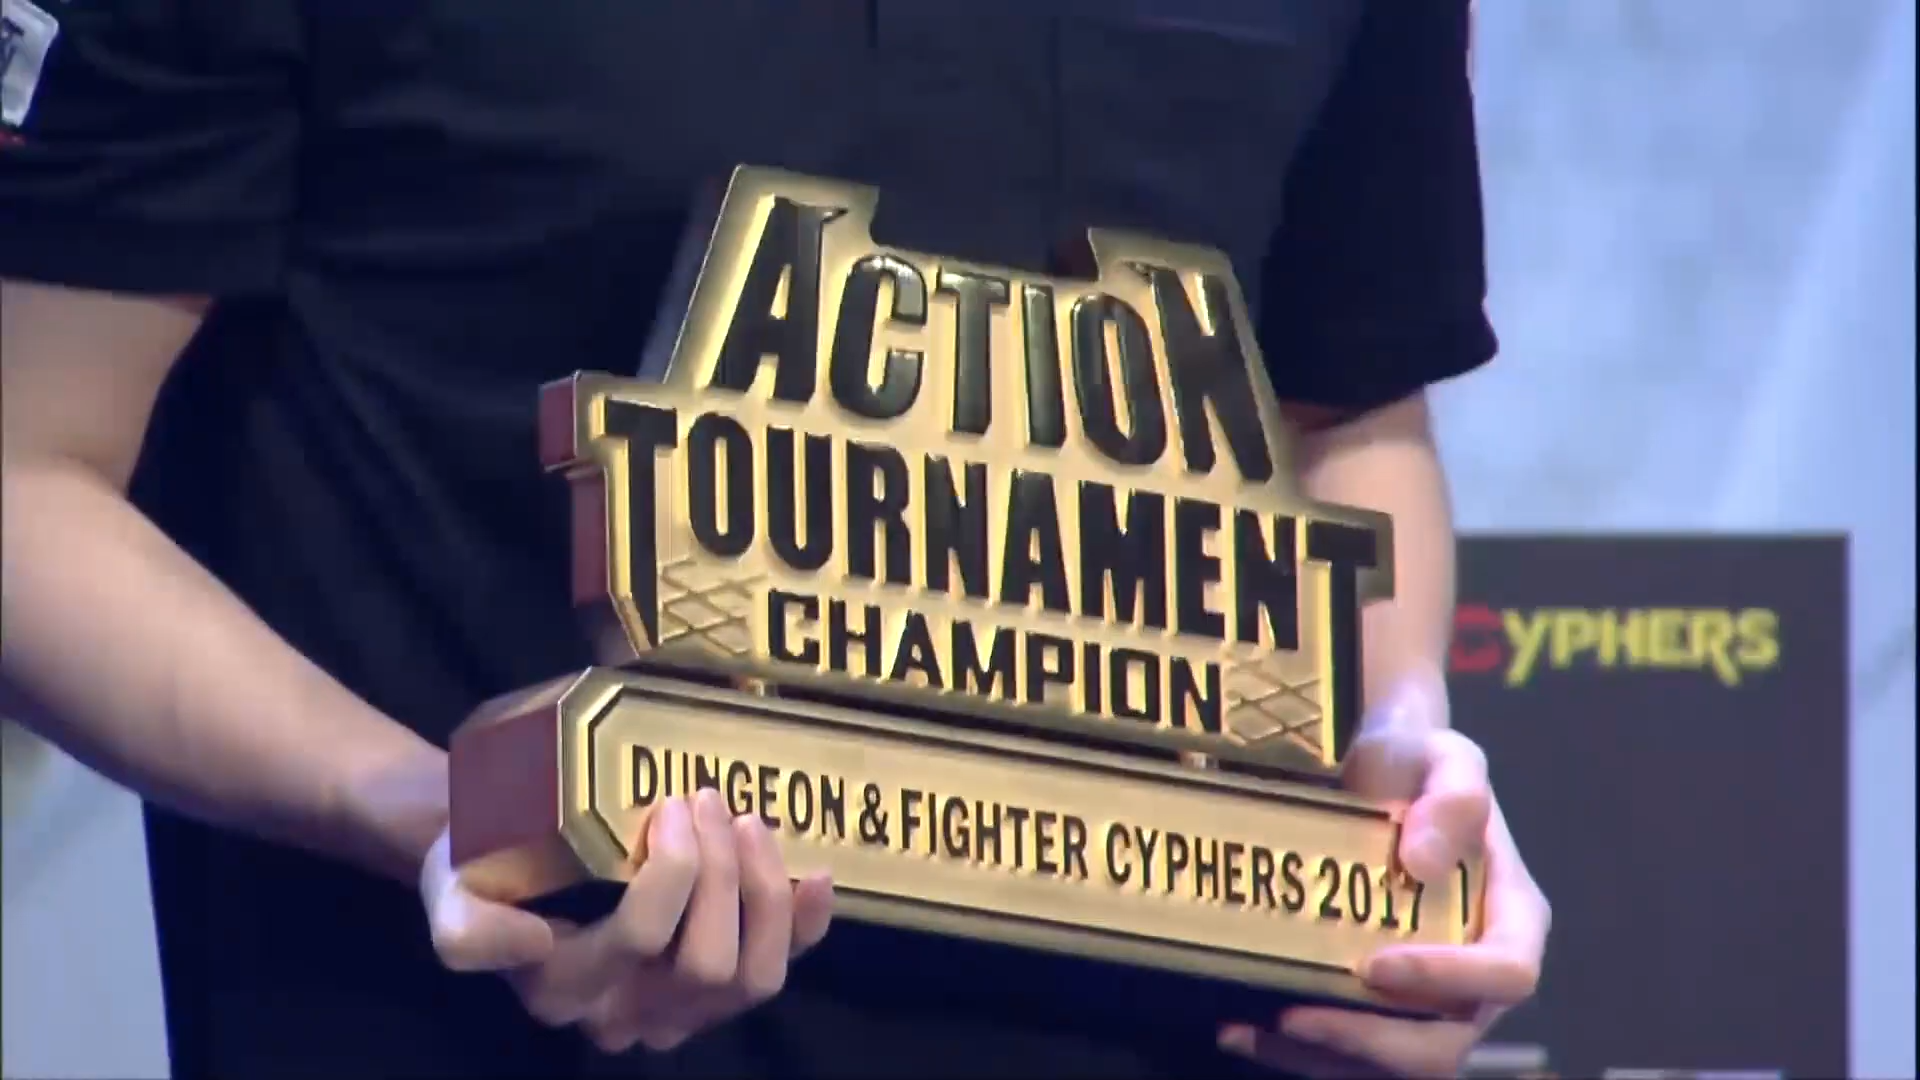 ACTION
TOURNAMENT
CHAMPION
DUNGEON & FIGHTER CYPHERS 2017
CYPHERS